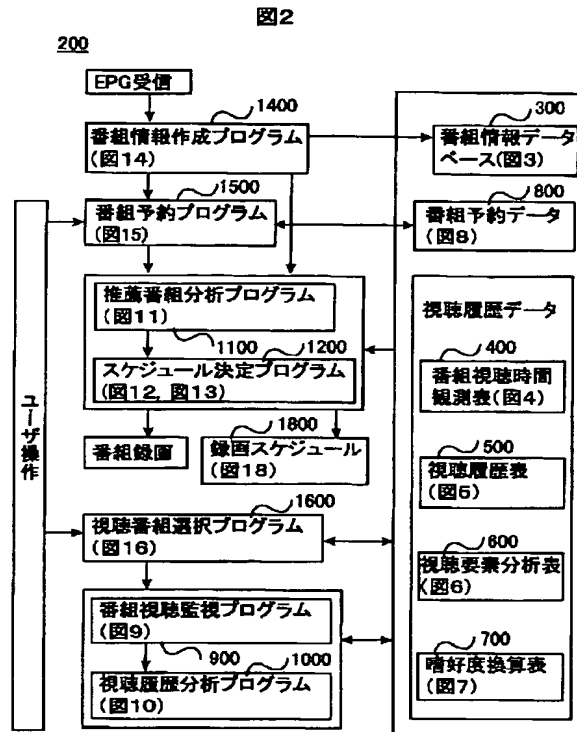 図2
200
EPG受信
1400
番組情報作成プログラム
(図14)
300
番組情報データ
ベース(図3)
1500
番組予約プログラム
(図15)
800
番組予約データ
(図8)
推薦番組分析プログラム
(図11)
1100
1200
スケジュール決定プログラム
(図12, 図13)
視聴履歴データ
400
番組視聴時間
観測表(図4)
ユーザ操作
番組録画
1800
録画スケジュール
(図18)
500
視聴履歴表
(図5)
1600
視聴番組選択プログラム
(図16)
600
視聴要素分析表
(図6)
番組視聴監視プログラム
(図9)
900
1000
視聴履歴分析プログラム
(図10)
700
嗜好度換算表
(図7)